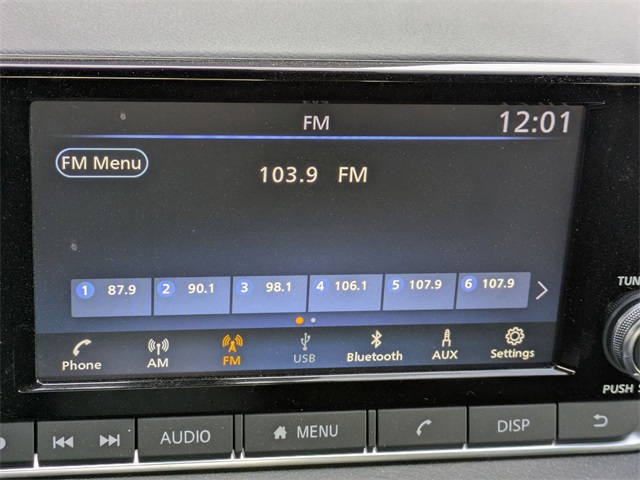 FM 12:01
FM Menu
103.9 FM
1 87.9 2 90.1 3 98.1 4 106.1 5 107.9 6 107.9
Phone AM FM USB Bluetooth AUX Settings
TUN
PUSH S
AUDIO MENU DISP